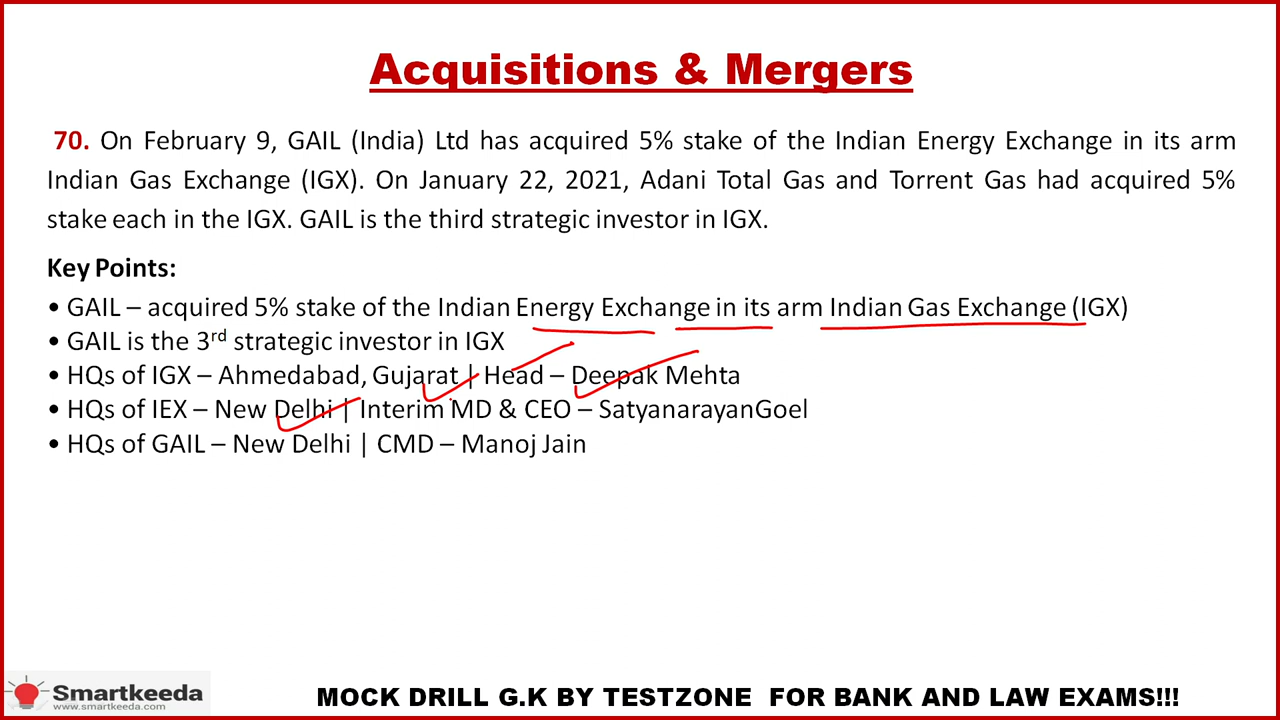 Acquisitions & Mergers
70. On February 9, GAIL (India) Ltd has acquired 5% stake of the Indian Energy Exchange in its arm
Indian Gas Exchange (IGX). On January 22, 2021, Adani Total Gas and Torrent Gas had acquired 5%
stake each in the IGX. GAIL is the third strategic investor in IGX.
Key Points:
• GAIL – acquired 5% stake of the Indian Energy Exchange in its arm Indian Gas Exchange (IGX)
• GAIL is the 3rd strategic investor in IGX
• HQs of IGX – Ahmedabad, Gujarat | Head – Deepak Mehta
• HQs of IEX – New Delhi | Interim MD & CEO – SatyanarayanGoel
• HQs of GAIL – New Delhi | CMD – Manoj Jain
Smartkeeda
www.smartkeeda.com
MOCK DRILL G.K BY TESTZONE FOR BANK AND LAW EXAMS!!!